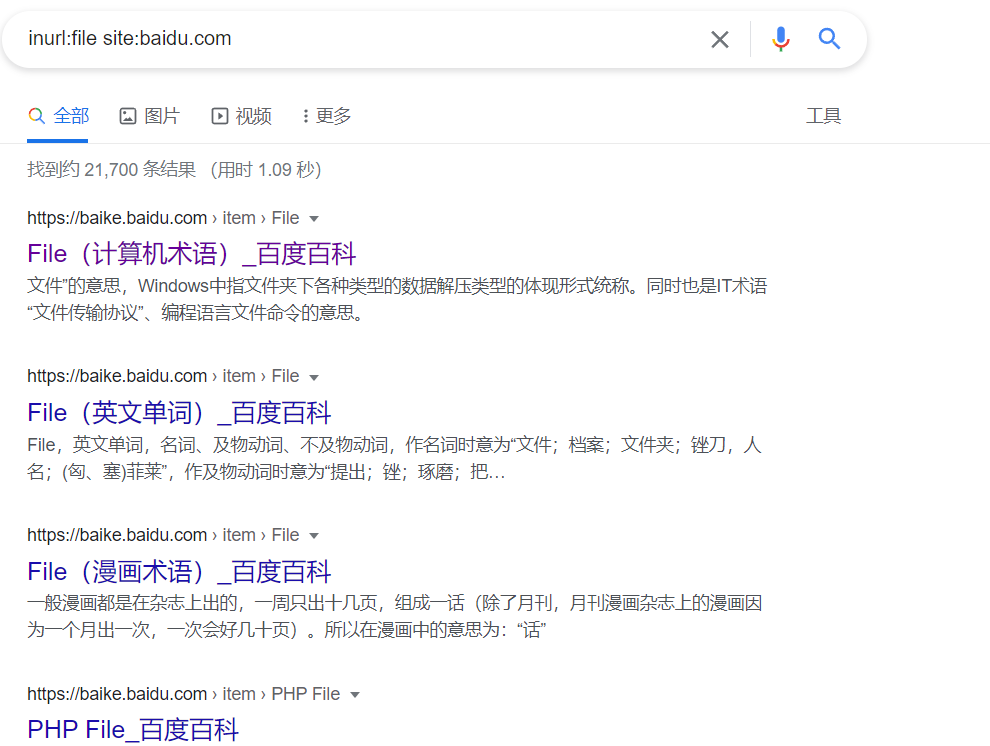 inurl:file site:baidu.com
全部 图片 视频 更多 工具
找到约 21,700 条结果 （用时 1.09 秒）
https://baike.baidu.com › item › File
File（计算机术语）_百度百科
文件”的意思，Windows中指文件夹下各种类型的数据解压类型的体现形式统称。同时也是IT术语
“文件传输协议”、编程语言文件命令的意思。
https://baike.baidu.com › item › File
File（英文单词）_百度百科
File，英文单词，名词、及物动词、不及物动词，作名词时意为“文件；档案；文件夹；锉刀，人
名；(匈、塞)菲莱”，作及物动词时意为“提出；锉；琢磨；把…
https://baike.baidu.com › item › File
File（漫画术语）_百度百科
一般漫画都是在杂志上出的，一周只出十几页，组成一话（除了月刊，月刊漫画杂志上的漫画因
为一个月出一次，一次会好几十页）。所以在漫画中的意思为：“话”
https://baike.baidu.com › item › PHP File
PHP File_百度百科